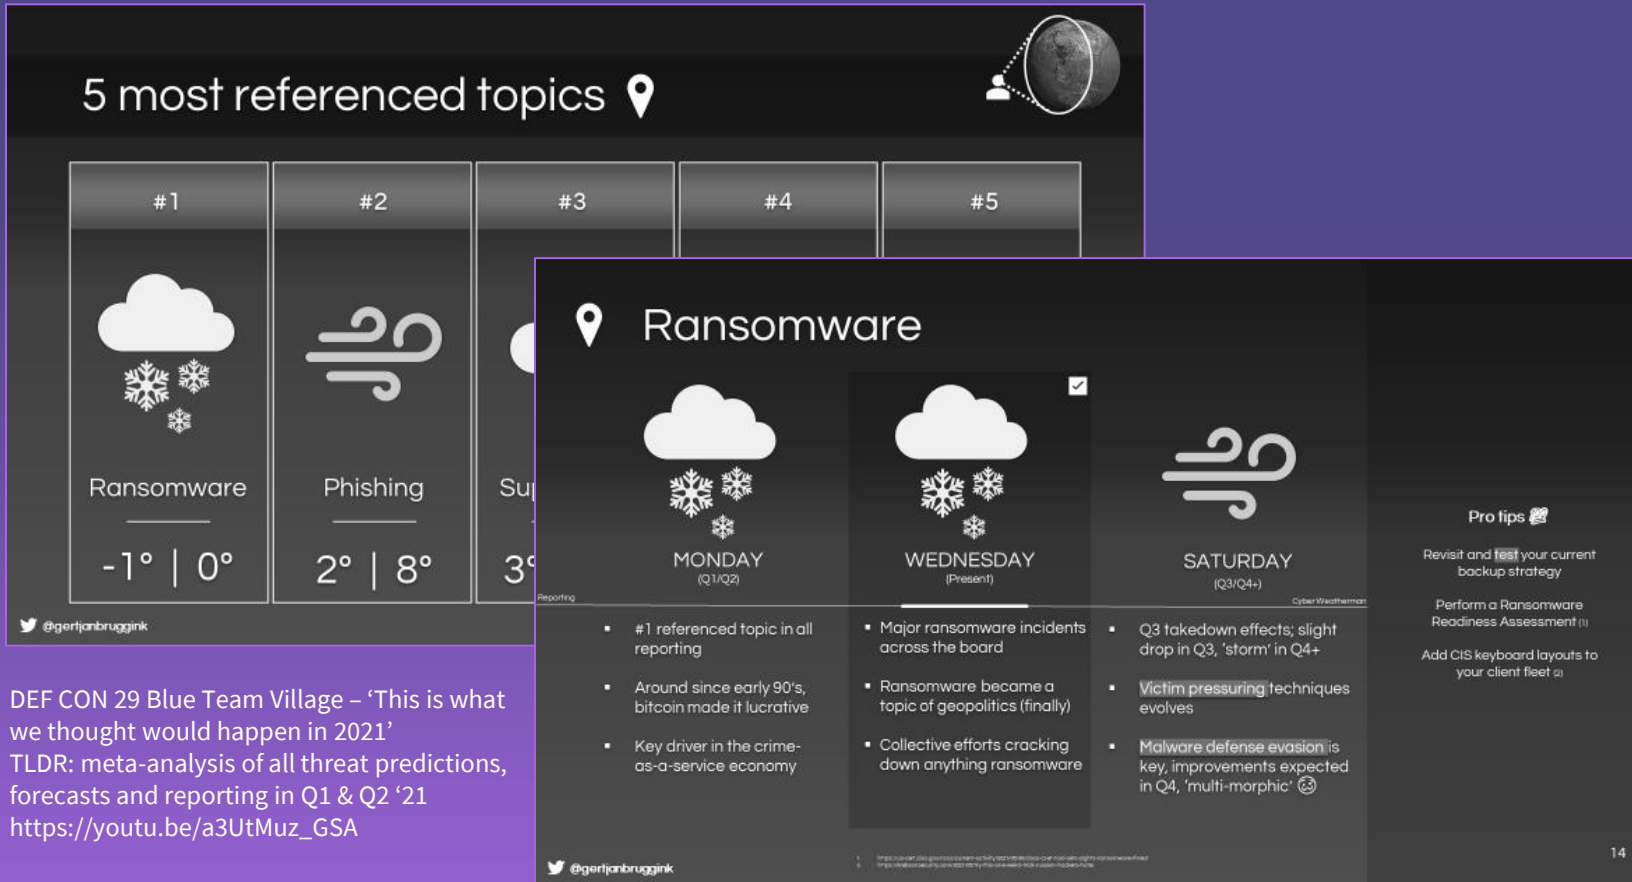 5 most referenced topics
#1
#2
#3
#4
#5
Ransomware
-1° | 0°
Phishing
2° | 8°
3°
@gertjanbruggink
Ransomware
MONDAY
(Q1/Q2)
WEDNESDAY
(Present)
SATURDAY
(Q3/Q4+)
Reporting
Cyber Weatherman
▪ #1 referenced topic in all
reporting
▪ Around since early 90's,
bitcoin made it lucrative
▪ Key driver in the crime-
as-a-service economy
▪ Major ransomware incidents
across the board
▪ Ransomware became a
topic of geopolitics (finally)
▪ Collective efforts cracking
down anything ransomware
▪ Q3 takedown effects; slight
drop in Q3, 'storm' in Q4+
▪ Victim pressuring techniques
evolves
▪ Malware defense evasion is
key, improvements expected
in Q4, 'multi-morphic'
Pro tips
Revisit and test your current
backup strategy
Perform a Ransomware
Readiness Assessment (1)
Add CIS keyboard layouts to
your client fleet (2)
@gertjanbruggink
14
DEF CON 29 Blue Team Village – ‘This is what
we thought would happen in 2021’
TLDR: meta-analysis of all threat predictions,
forecasts and reporting in Q1 & Q2 ‘21
https://youtu.be/a3UtMuz_GSA